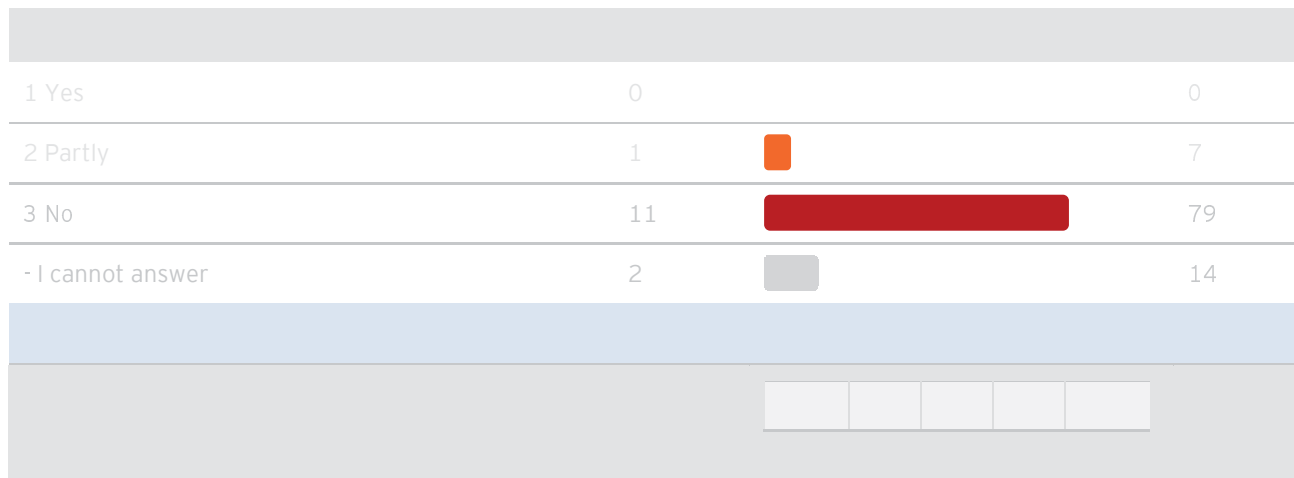 1 Yes 0 0
2 Partly 1 7
3 No 11 79
- I cannot answer 2 14